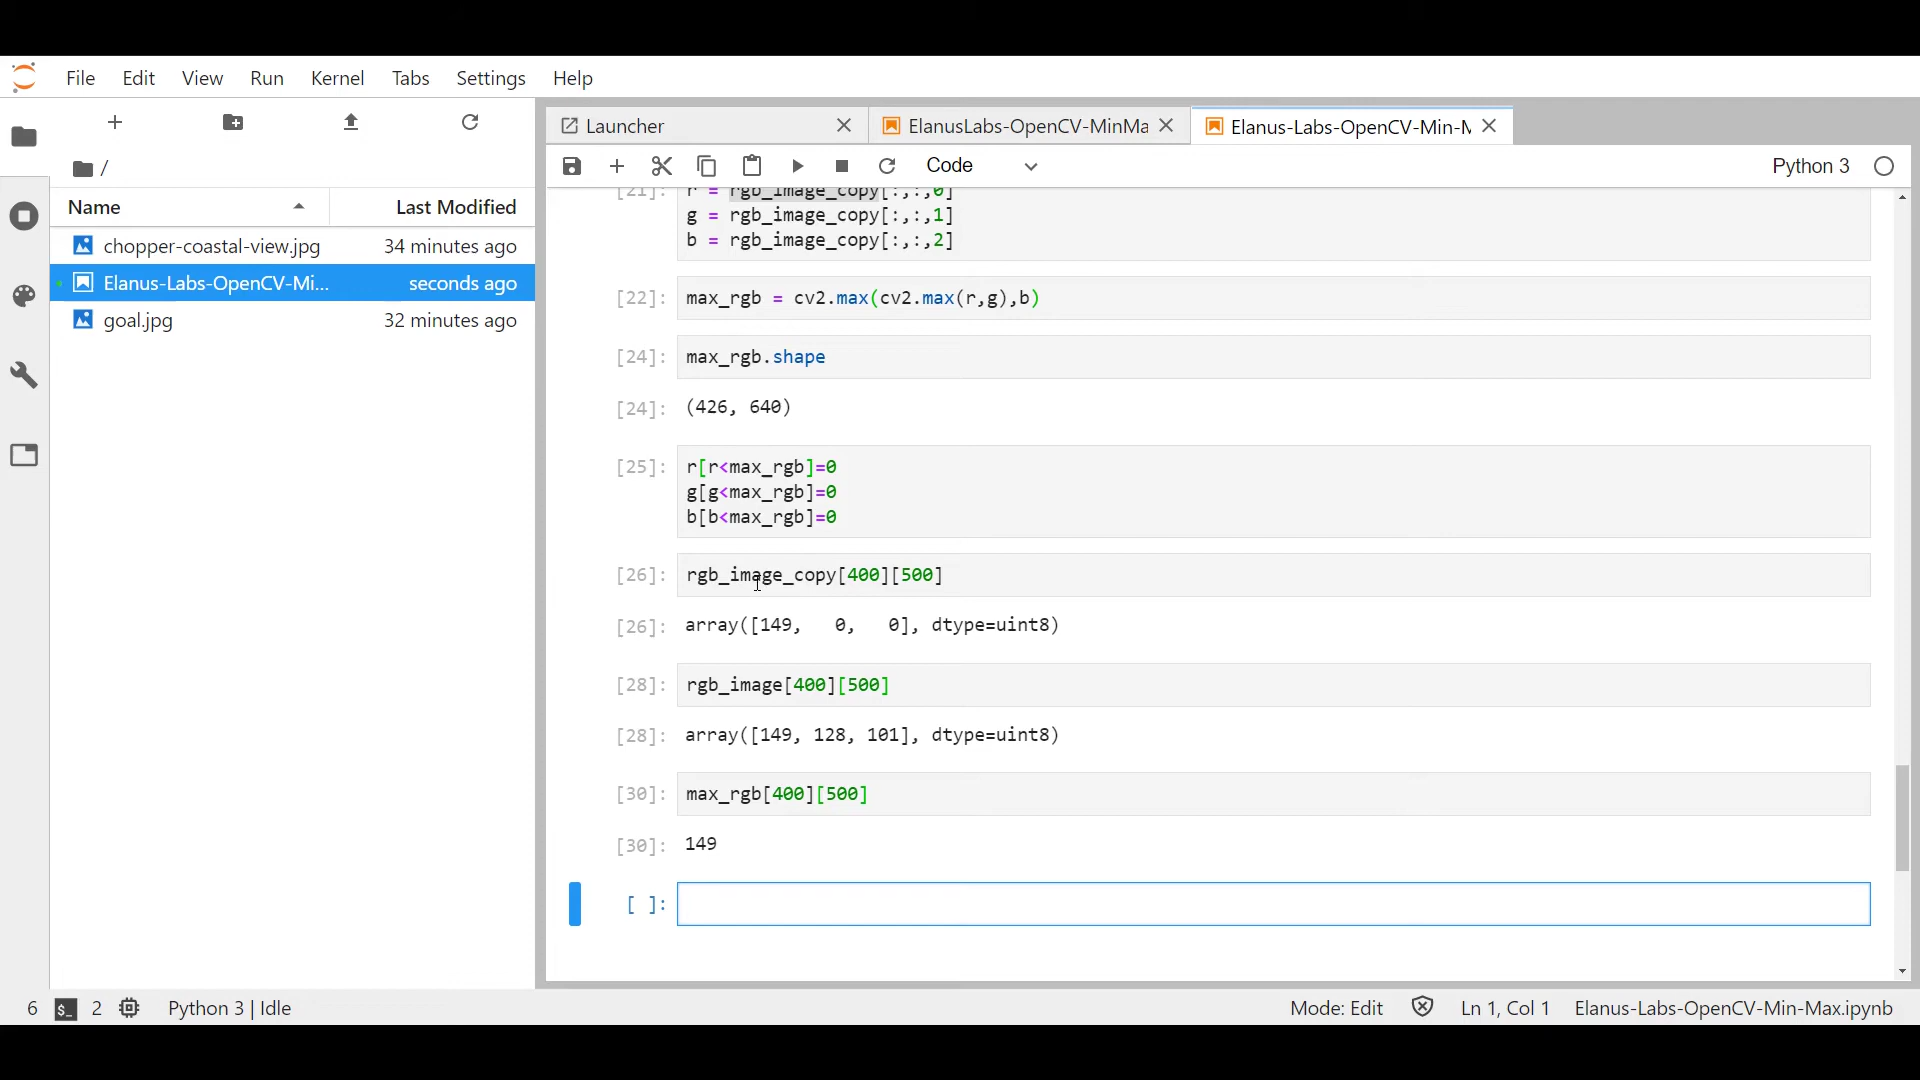 File Edit View Run Kernel Tabs Settings Help
Launcher
ElanusLabs-OpenCV-MinMa
Elanus-Labs-OpenCV-Min-M
/
Code
Python 3
Name Last Modified
chopper-coastal-view.jpg 34 minutes ago
Elanus-Labs-OpenCV-Mi... seconds ago
goal.jpg 32 minutes ago
[21]: r = rgb_image_copy[:,:,0]
g = rgb_image_copy[:,:,1]
b = rgb_image_copy[:,:,2]
[22]: max_rgb = cv2.max(cv2.max(r,g),b)
[24]: max_rgb.shape
[24]: (426, 640)
[25]: r[r<max_rgb]=0
g[g<max_rgb]=0
b[b<max_rgb]=0
[26]: rgb_image_copy[400][500]
[26]: array([149,   0,   0], dtype=uint8)
[28]: rgb_image[400][500]
[28]: array([149, 128, 101], dtype=uint8)
[30]: max_rgb[400][500]
[30]: 149
[ ]:
6 $_ 2 Python 3 | Idle Mode: Edit Ln 1, Col 1 Elanus-Labs-OpenCV-Min-Max.ipynb